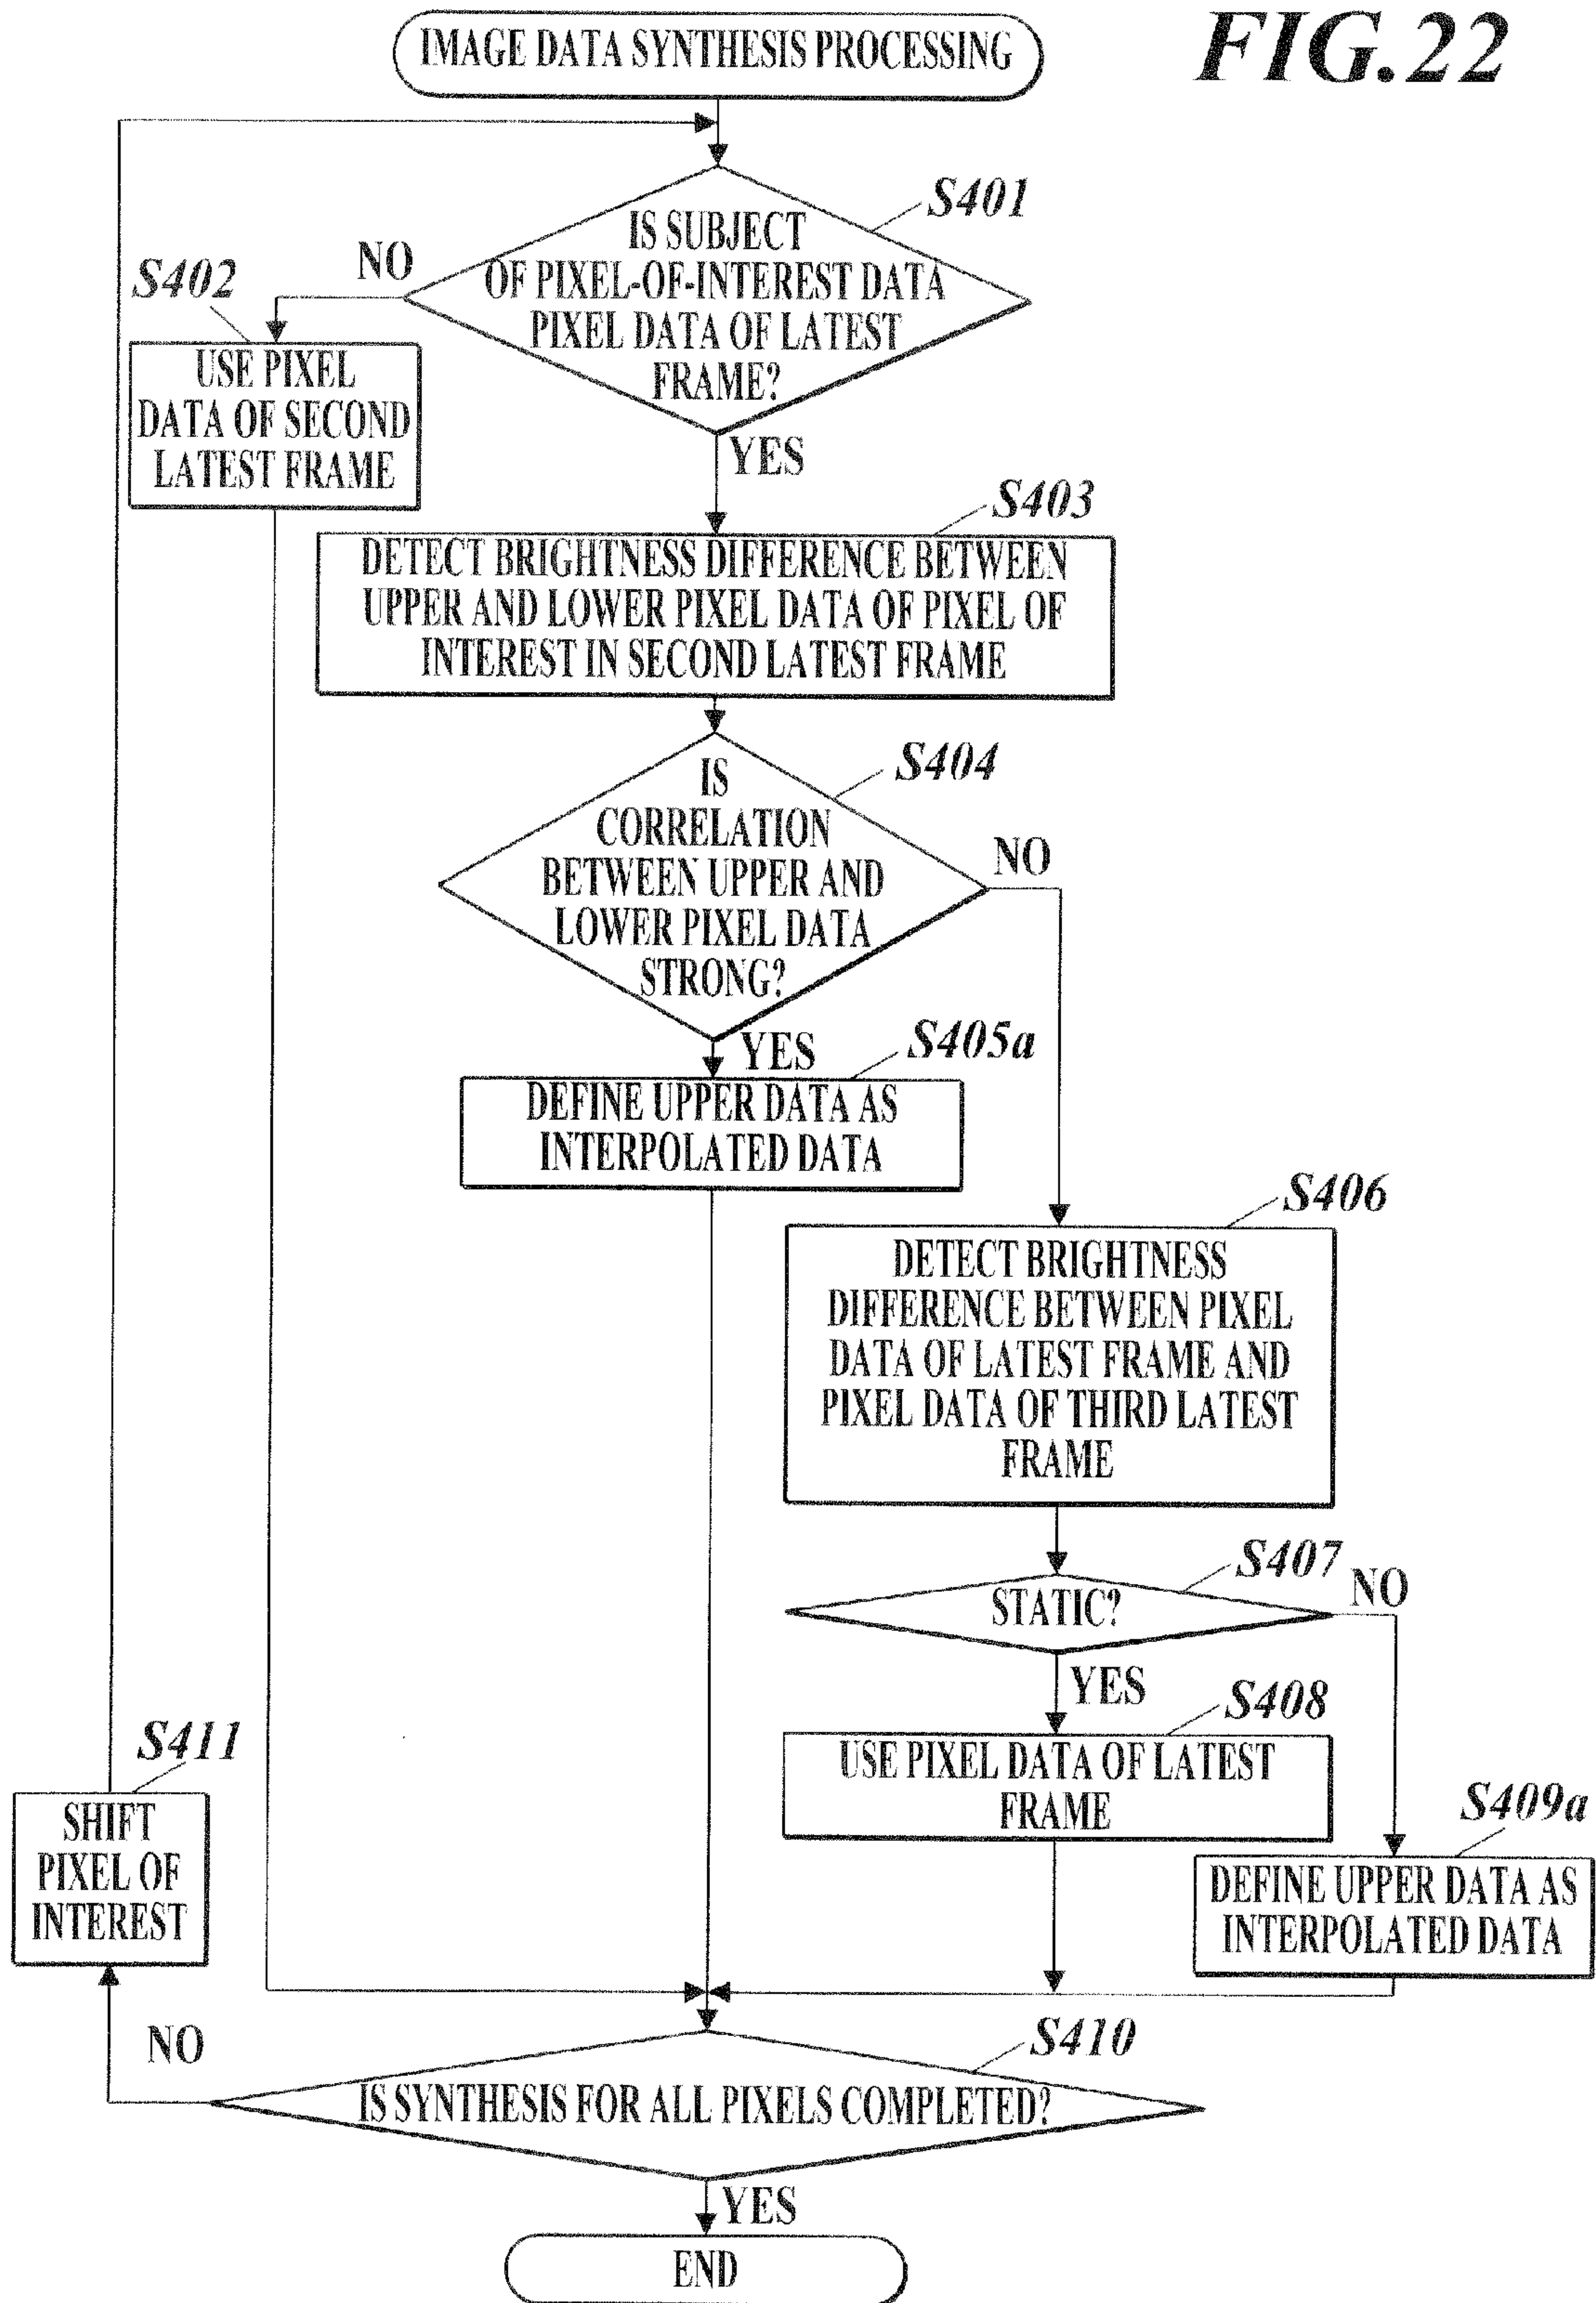 FIG.22
IMAGE DATA SYNTHESIS PROCESSING
S401
IS SUBJECT
OF PIXEL-OF-INTEREST DATA
PIXEL DATA OF LATEST
FRAME?
NO
YES
S402
USE PIXEL
DATA OF SECOND
LATEST FRAME
S403
DETECT BRIGHTNESS DIFFERENCE BETWEEN
UPPER AND LOWER PIXEL DATA OF PIXEL OF
INTEREST IN SECOND LATEST FRAME
S404
IS
CORRELATION
BETWEEN UPPER AND
LOWER PIXEL DATA
STRONG?
NO
YES
S405a
DEFINE UPPER DATA AS
INTERPOLATED DATA
S406
DETECT BRIGHTNESS
DIFFERENCE BETWEEN PIXEL
DATA OF LATEST FRAME AND
PIXEL DATA OF THIRD LATEST
FRAME
S407
STATIC?
NO
YES
S408
USE PIXEL DATA OF LATEST
FRAME
S409a
DEFINE UPPER DATA AS
INTERPOLATED DATA
S411
SHIFT
PIXEL OF
INTEREST
NO
S410
IS SYNTHESIS FOR ALL PIXELS COMPLETED?
YES
END